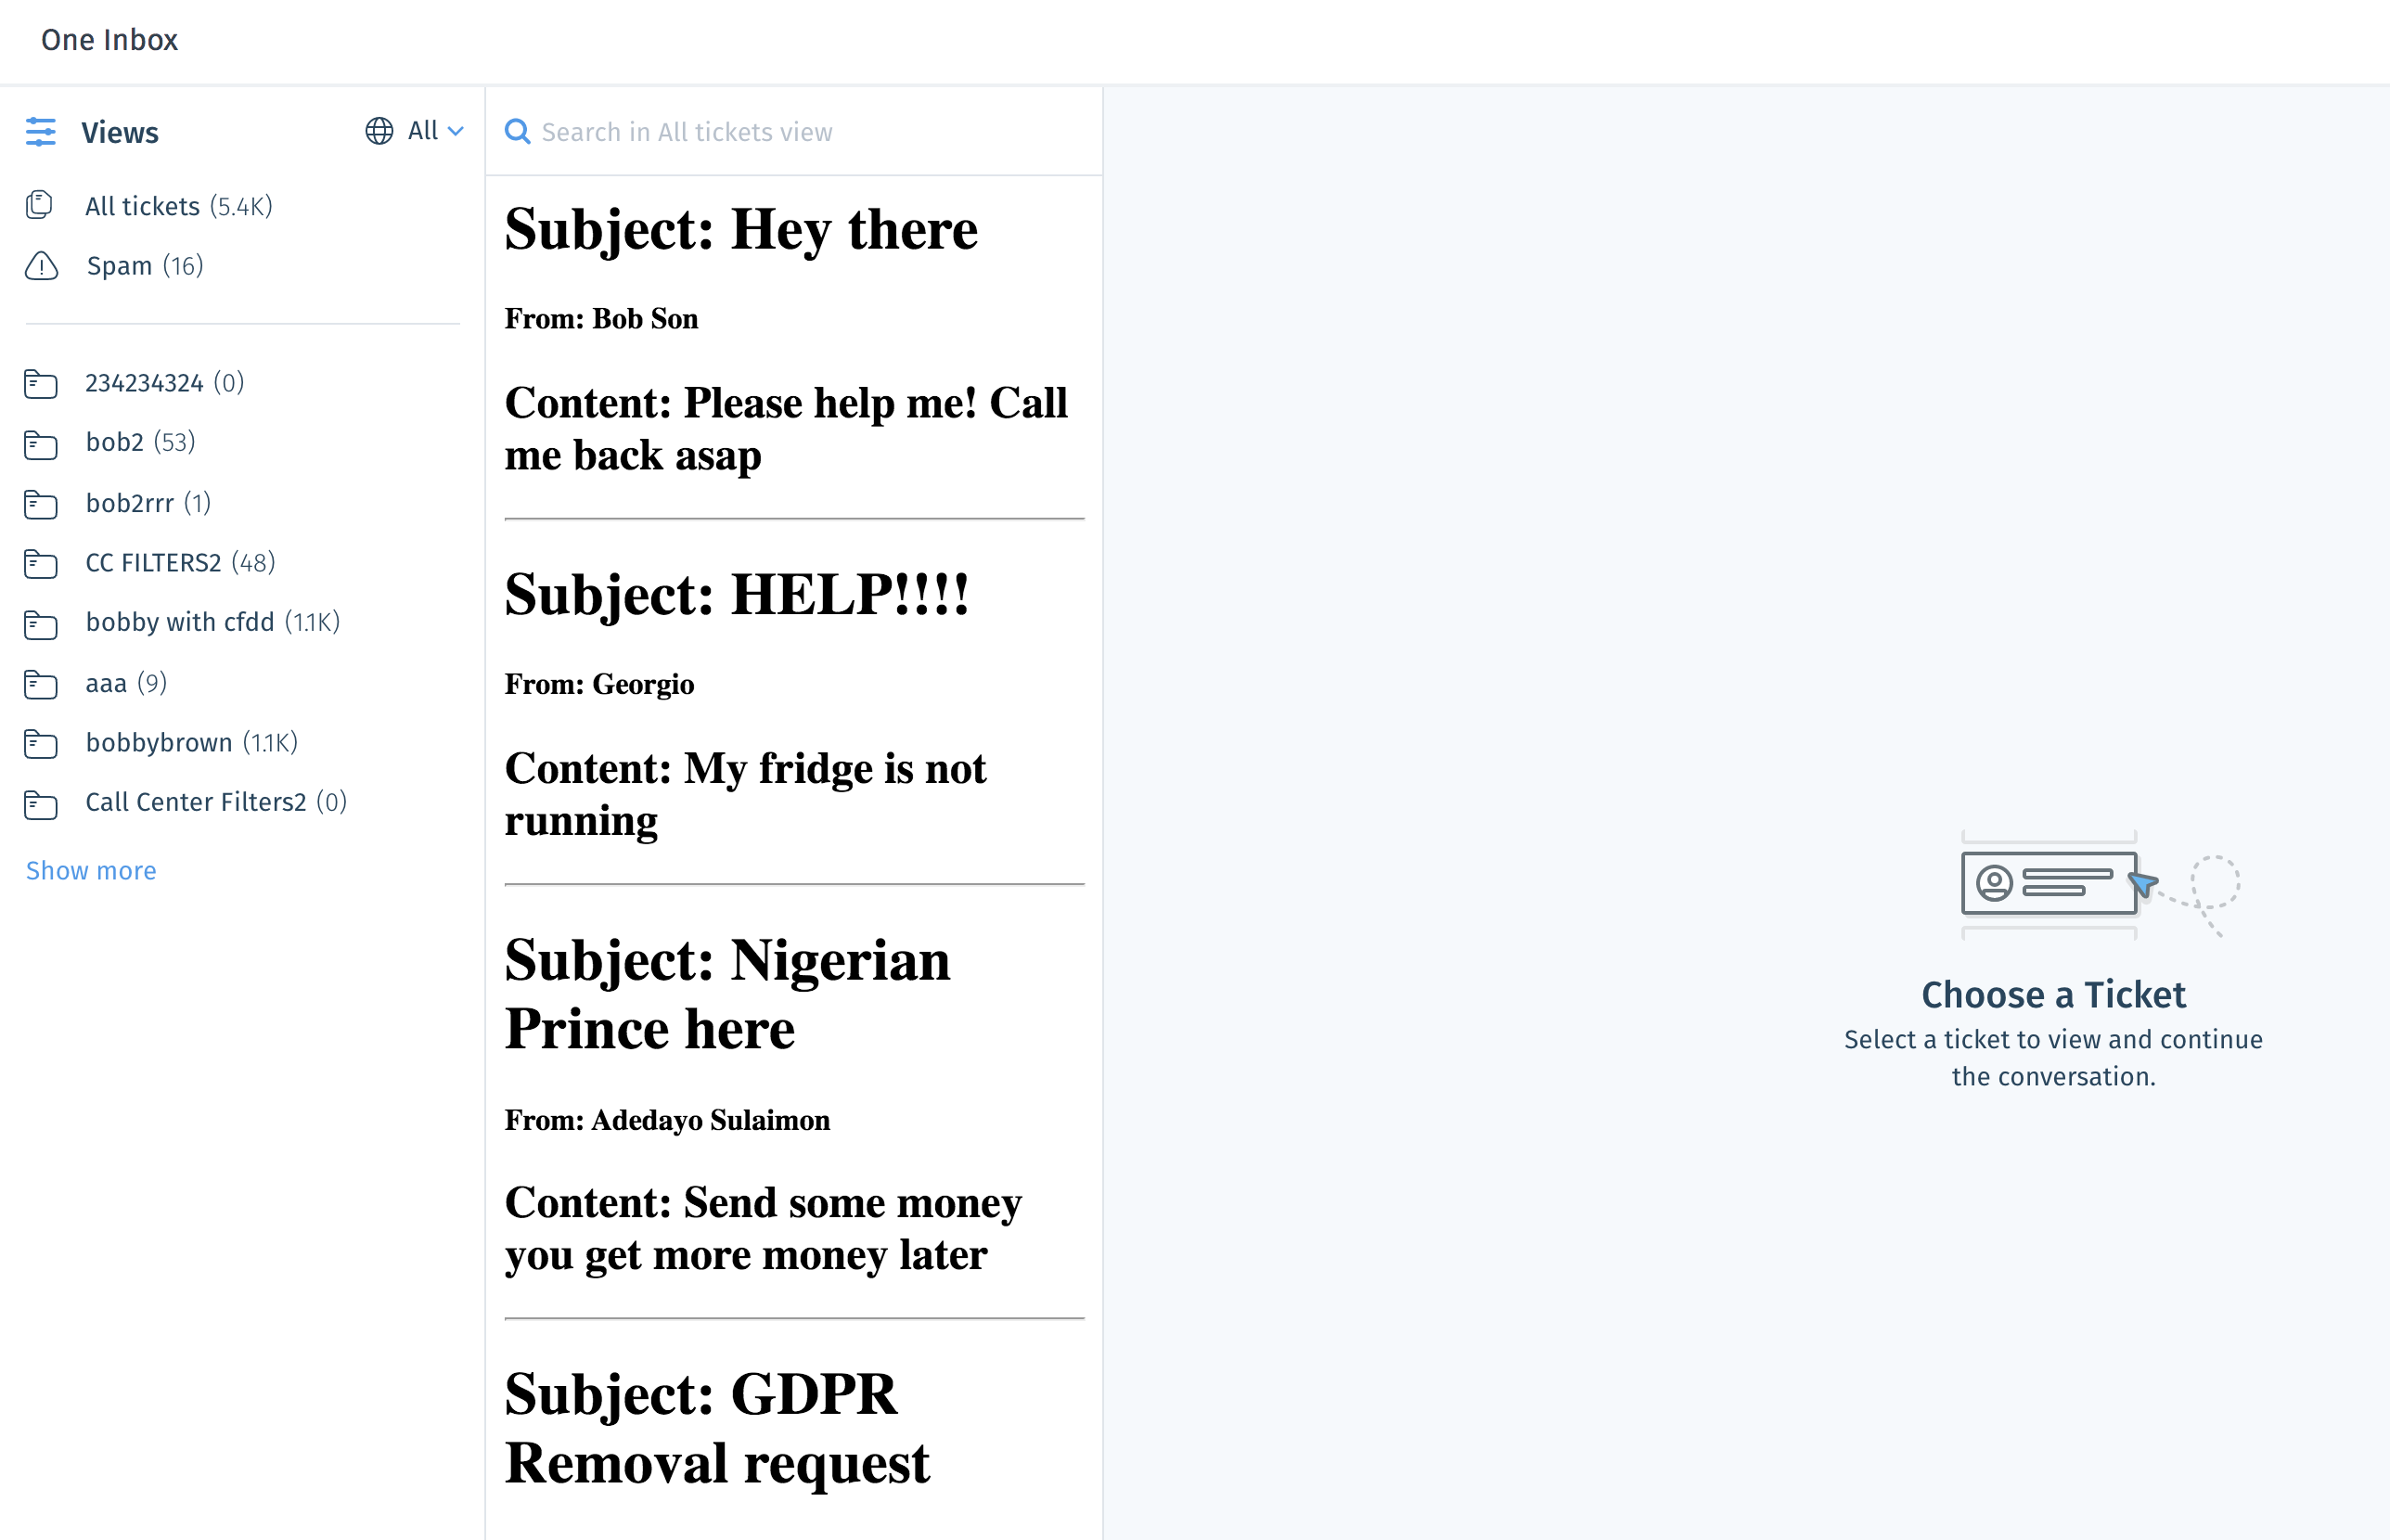 One Inbox
Views
All
All tickets (5.4K)
Spam (16)
234234324 (0)
bob2 (53)
bob2rrr (1)
CC FILTERS2 (48)
bobby with cfdd (1.1K)
aaa (9)
bobbybrown (1.1K)
Call Center Filters2 (0)
Show more
Search in All tickets view
Subject: Hey there
From: Bob Son
Content: Please help me! Call
me back asap
Subject: HELP!!!!
From: Georgio
Content: My fridge is not
running
Subject: Nigerian
Prince here
From: Adedayo Sulaimon
Content: Send some money
you get more money later
Subject: GDPR
Removal request
Choose a Ticket
Select a ticket to view and continue
the conversation.